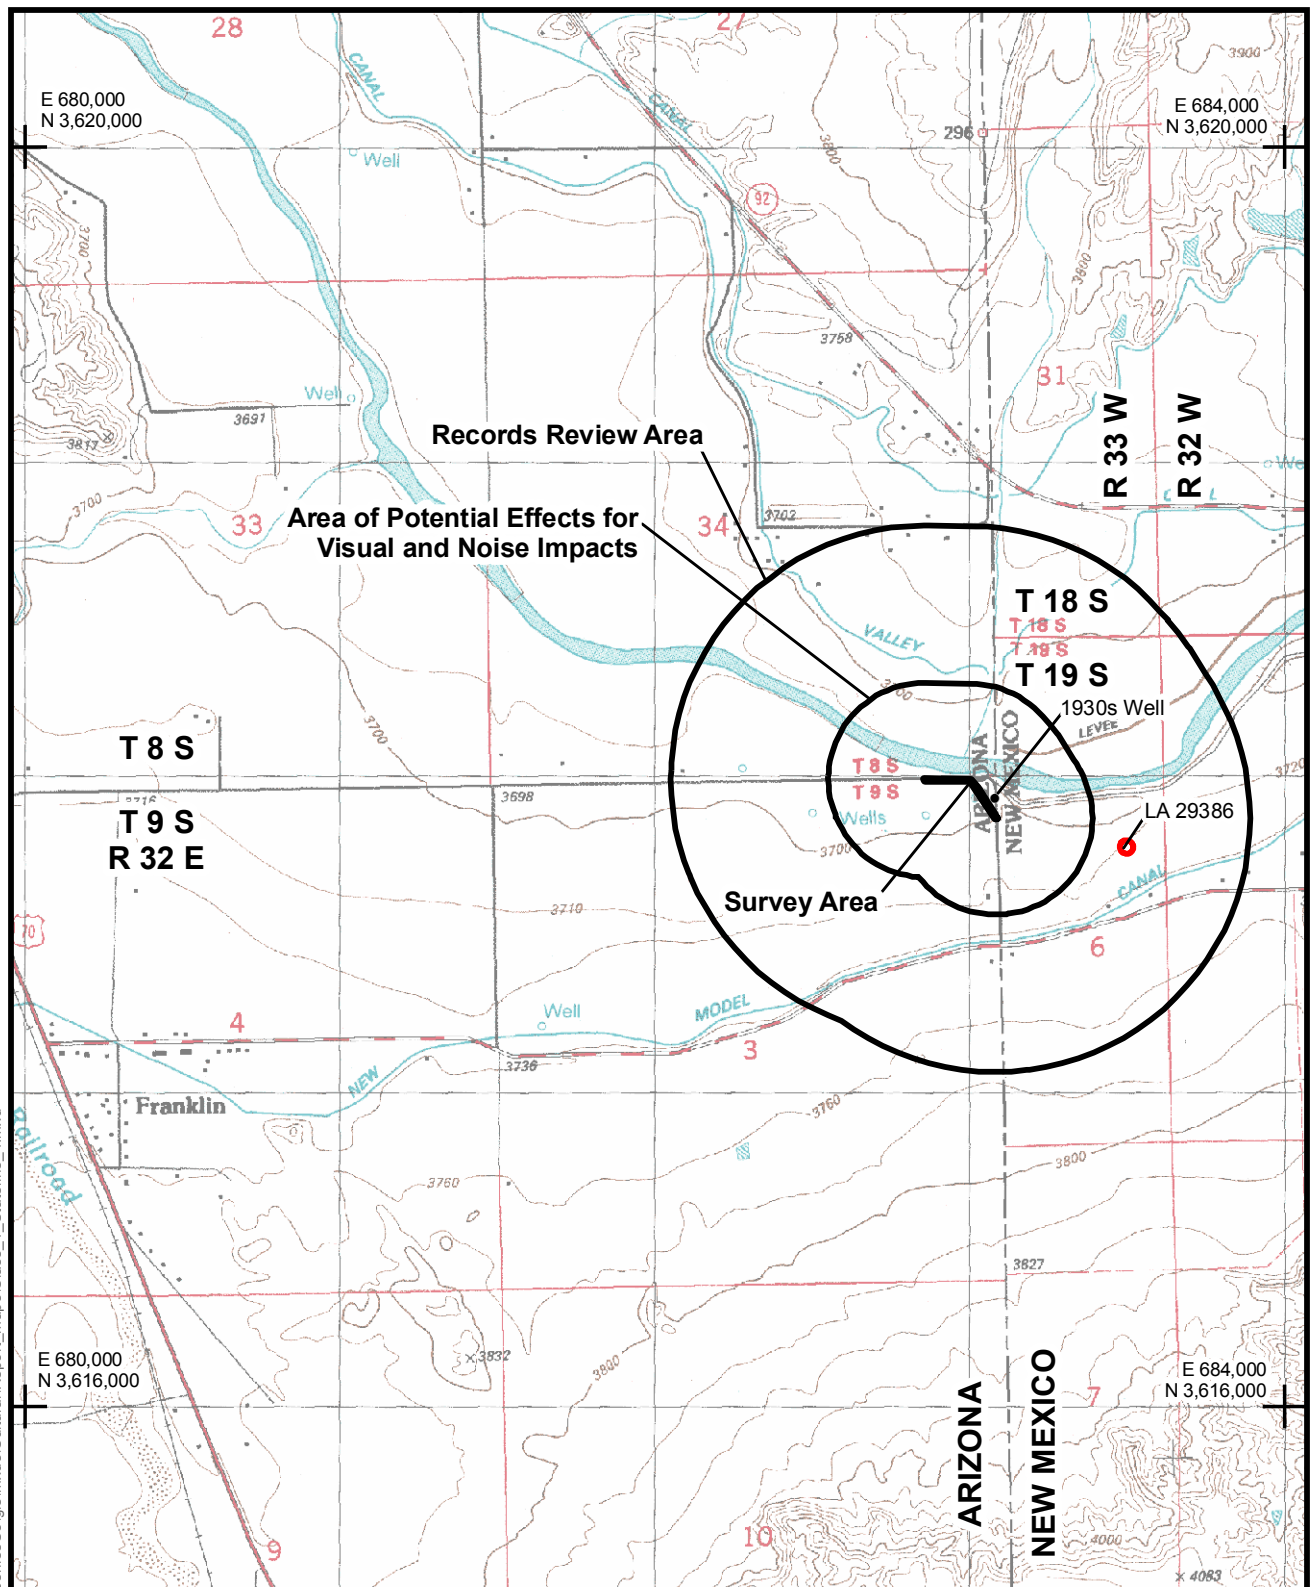 28
27
CANAL
3900
E 680,000
N 3,620,000
E 684,000
N 3,620,000
CANAL
296
3800
Well
92
3700
3800
3758
31
Well
3691
3817
Records Review Area
R 33 W
R 32 W
We
3700
33
Area of Potential Effects for
Visual and Noise Impacts
34
3702
T 18 S
T 18 S
T 19 S
T 19 S
VALLEY
3700
1930s Well
LEVEE
3700
T 8 S
ARIZONA
NEW MEXICO
T 8 S
T 9 S
3720
3716
3698
T 9 S
R 32 E
Wells
LA 29386
3700
CANAL
Survey Area
3710
70
6
4
Well
MODEL
3
3736
NEW
Franklin
3760
Railroad
3800
3760
3827
3832
3800
E 680,000
N 3,616,000
E 684,000
N 3,616,000
ARIZONA
NEW MEXICO
7
10
9
4000
4083